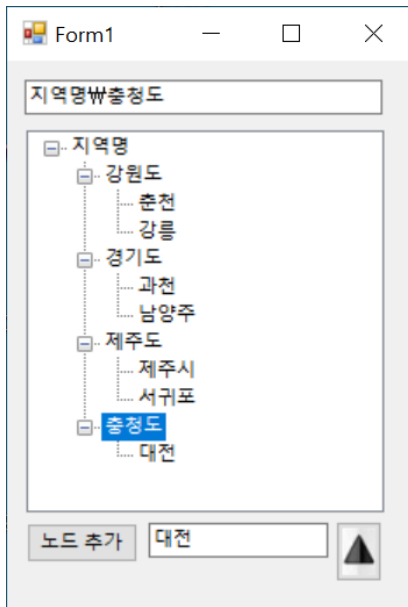 Form1
지역명₩충청도
지역명
강원도
춘천
강릉
경기도
과천
남양주
제주도
제주시
서귀포
충청도
대전
노드 추가 대전